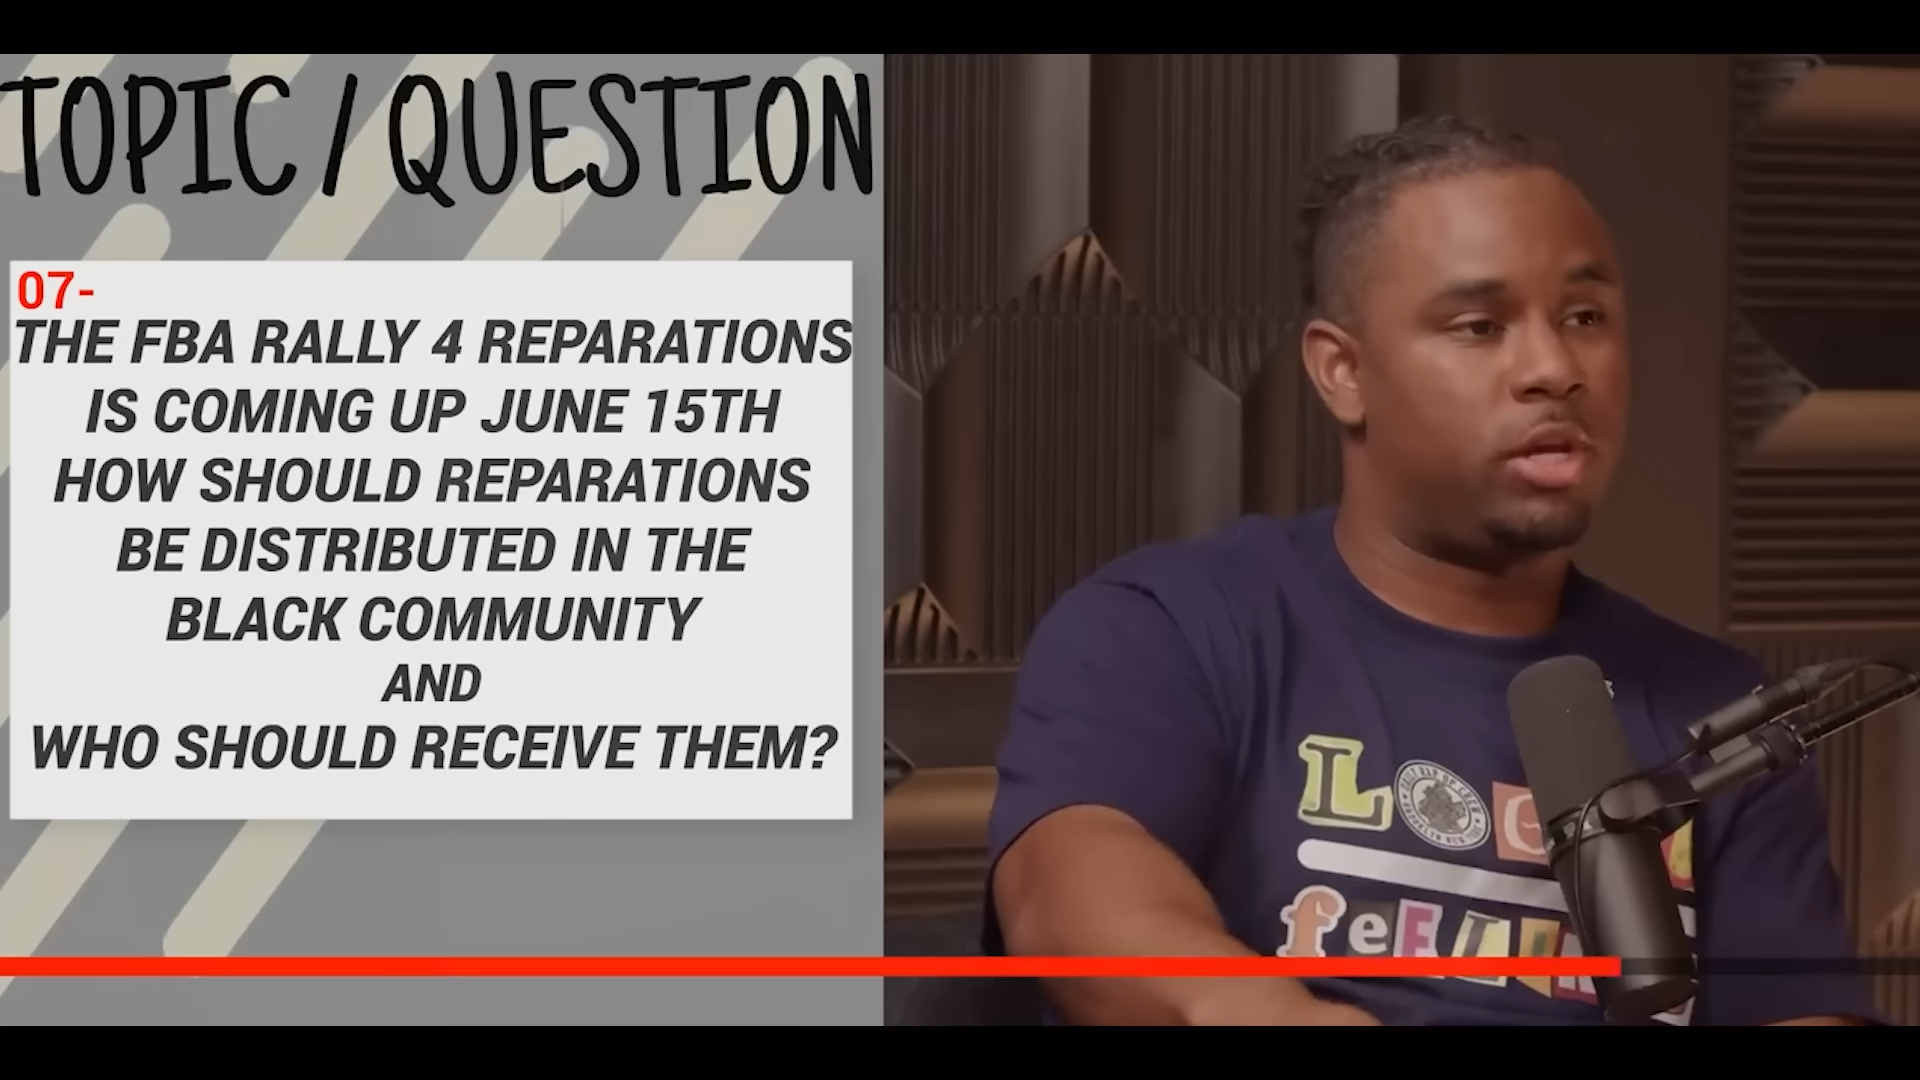 TOPIC / QUESTION
07-
THE FBA RALLY 4 REPARATIONS
IS COMING UP JUNE 15TH
HOW SHOULD REPARATIONS
BE DISTRIBUTED IN THE
BLACK COMMUNITY
AND
WHO SHOULD RECEIVE THEM?